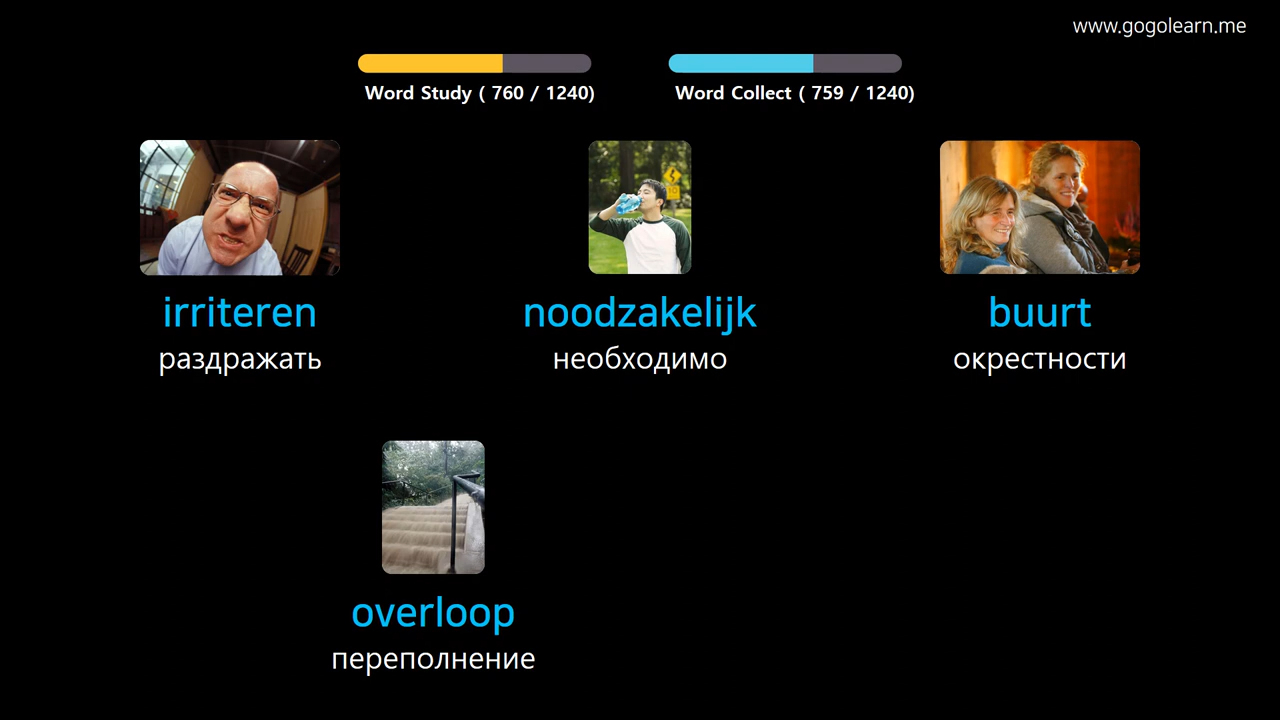 www.gogolearn.me
Word Study ( 760 / 1240)
Word Collect ( 759 / 1240)
irriteren
раздражать
noodzakelijk
необходимо
buurt
окрестности
overloop
переполнение